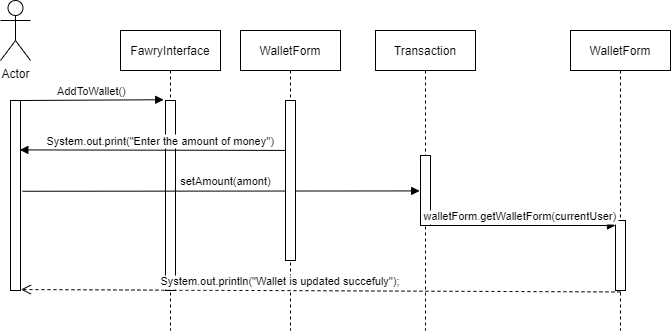 FawryInterface
WalletForm
Transaction
WalletForm
Actor
AddToWallet()
System.out.print("Enter the amount of money")
setAmount(amont)
walletForm.getWalletForm(currentUser)
System.out.println("Wallet is updated succefuly");